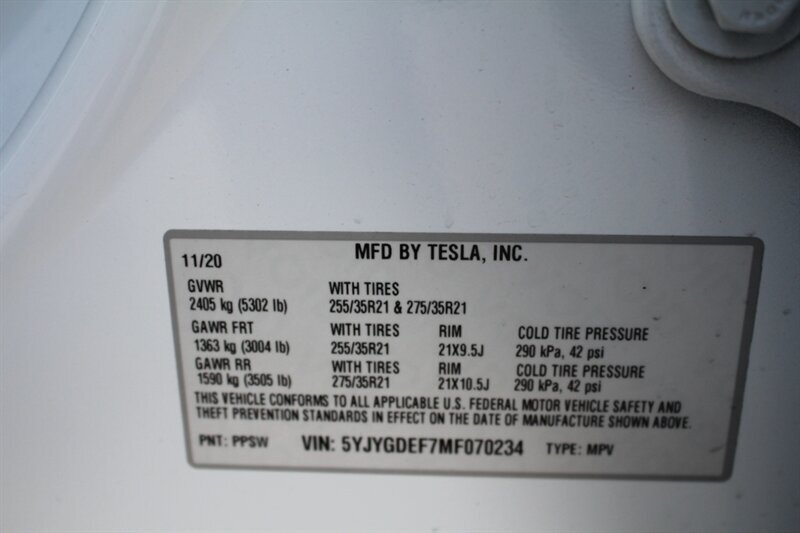 MFD BY TESLA, INC.
11/20
GVWR WITH TIRES
2405 kg (5302 lb) 255/35R21 & 275/35R21
GAWR FRT WITH TIRES RIM COLD TIRE PRESSURE
1363 kg (3004 lb) 255/35R21 21X9.5J 290 kPa, 42 psi
GAWR RR WITH TIRES RIM COLD TIRE PRESSURE
1590 kg (3505 lb) 275/35R21 21X10.5J 290 kPa, 42 psi
THIS VEHICLE CONFORMS TO ALL APPLICABLE U.S. FEDERAL MOTOR VEHICLE SAFETY AND
THEFT PREVENTION STANDARDS IN EFFECT ON THE DATE OF MANUFACTURE SHOWN ABOVE.
PNT: PPSW VIN: 5YJYGDEF7MF070234 TYPE: MPV